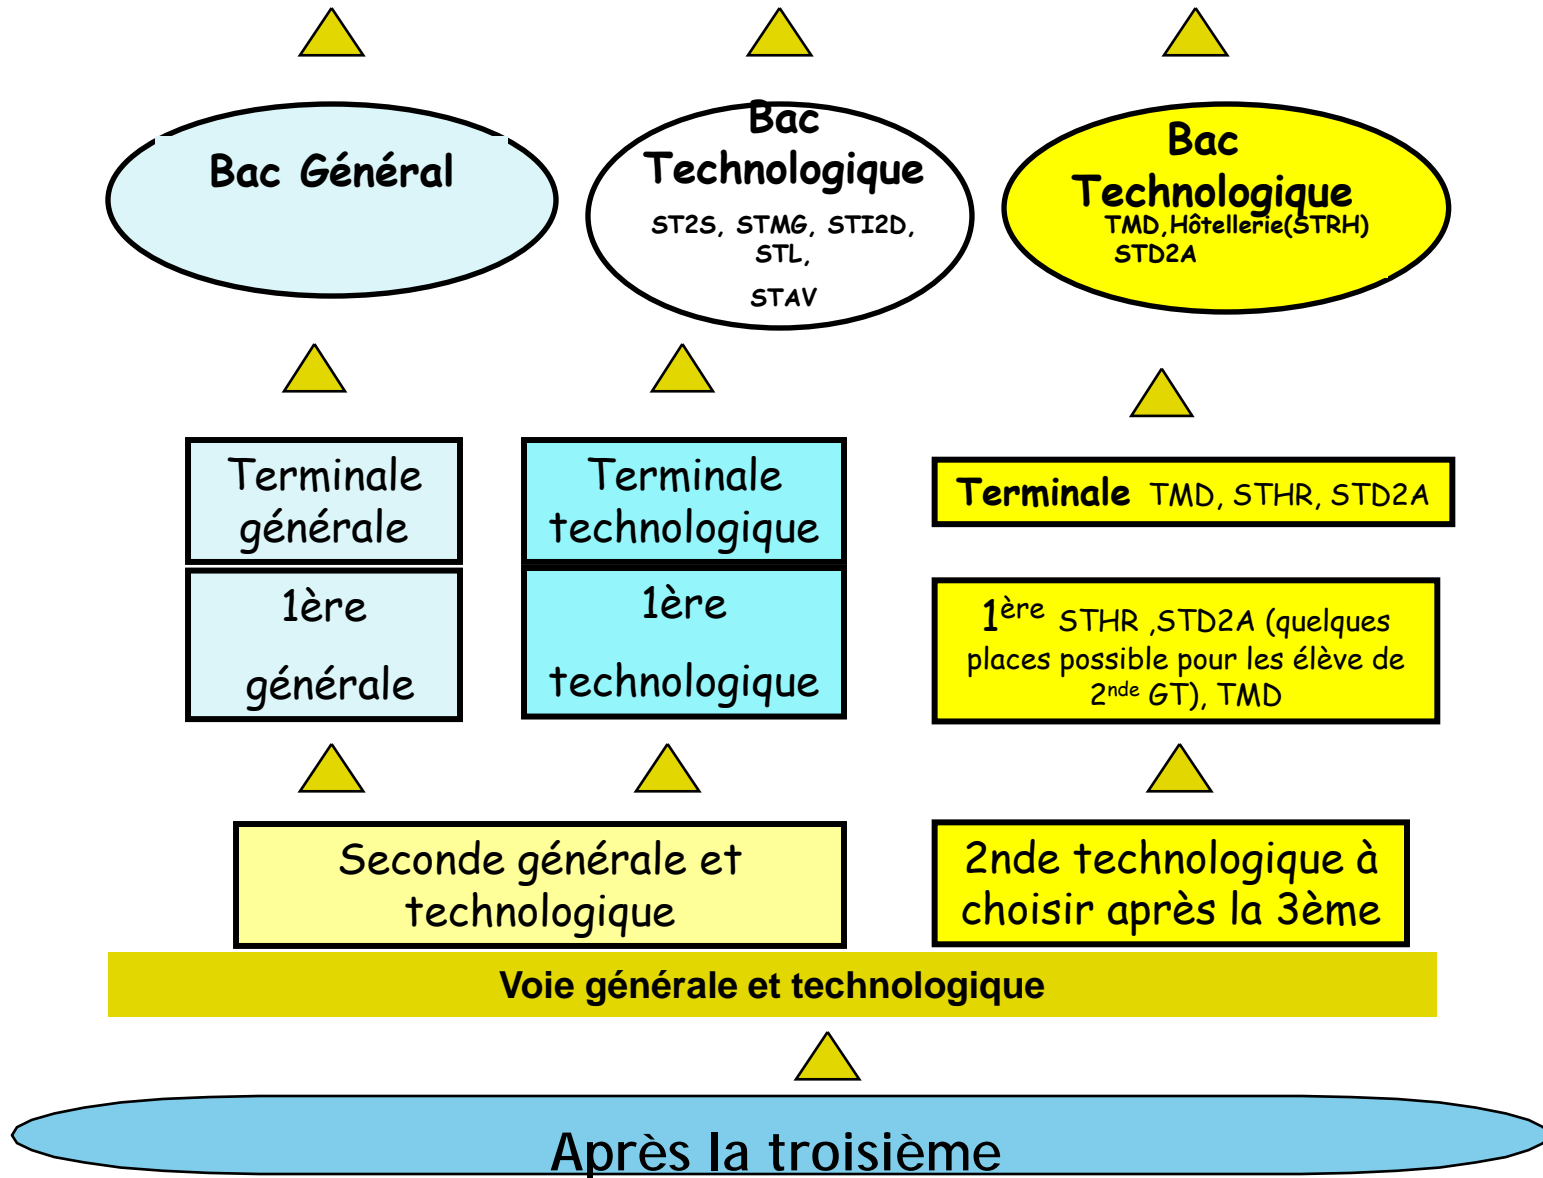 Bac Général
Bac
Technologique
ST2S, STMG, STI2D,
STL,
STAV
Bac
Technologique
TMD,Hôtellerie(STRH)
STD2A
Terminale
générale
Terminale
technologique
Terminale TMD, STHR, STD2A
1ère
générale
1ère
technologique
1ère STHR ,STD2A (quelques
places possible pour les élève de
2nde GT), TMD
Seconde générale et
technologique
2nde technologique à
choisir après la 3ème
Voie générale et technologique
Après la troisième